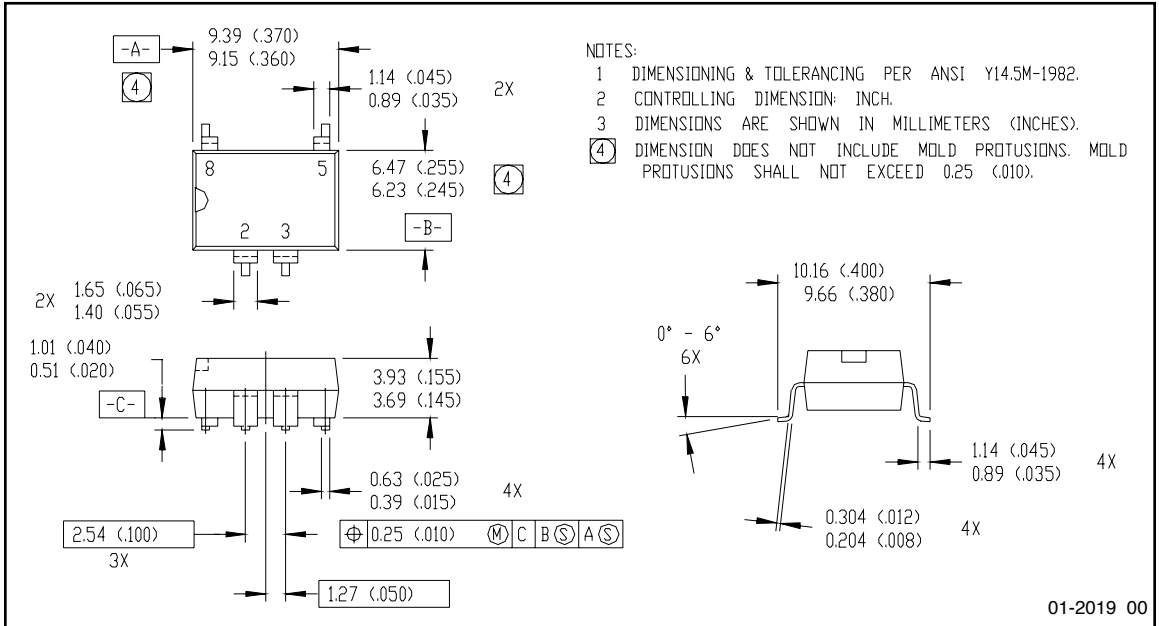 -A-
4
9.39 (.370)
9.15 (.360)
1.14 (.045)
0.89 (.035)
2X
8
5
2 3
6.47 (.255)
6.23 (.245)
4
-B-
2X
1.65 (.065)
1.40 (.055)
1.01 (.040)
0.51 (.020)
-C-
3.93 (.155)
3.69 (.145)
0.63 (.025)
0.39 (.015)
4X
2.54 (.100)
3X
⌖ 0.25 (.010) Ⓜ C B Ⓢ A Ⓢ
1.27 (.050)
NOTES:
1 DIMENSIONING & TOLERANCING PER ANSI Y14.5M-1982.
2 CONTROLLING DIMENSION: INCH.
3 DIMENSIONS ARE SHOWN IN MILLIMETERS (INCHES).
4 DIMENSION DOES NOT INCLUDE MOLD PROTUSIONS. MOLD
PROTUSIONS SHALL NOT EXCEED 0.25 (.010).
10.16 (.400)
9.66 (.380)
0° - 6°
6X
1.14 (.045)
0.89 (.035)
4X
0.304 (.012)
0.204 (.008)
4X
01-2019 00